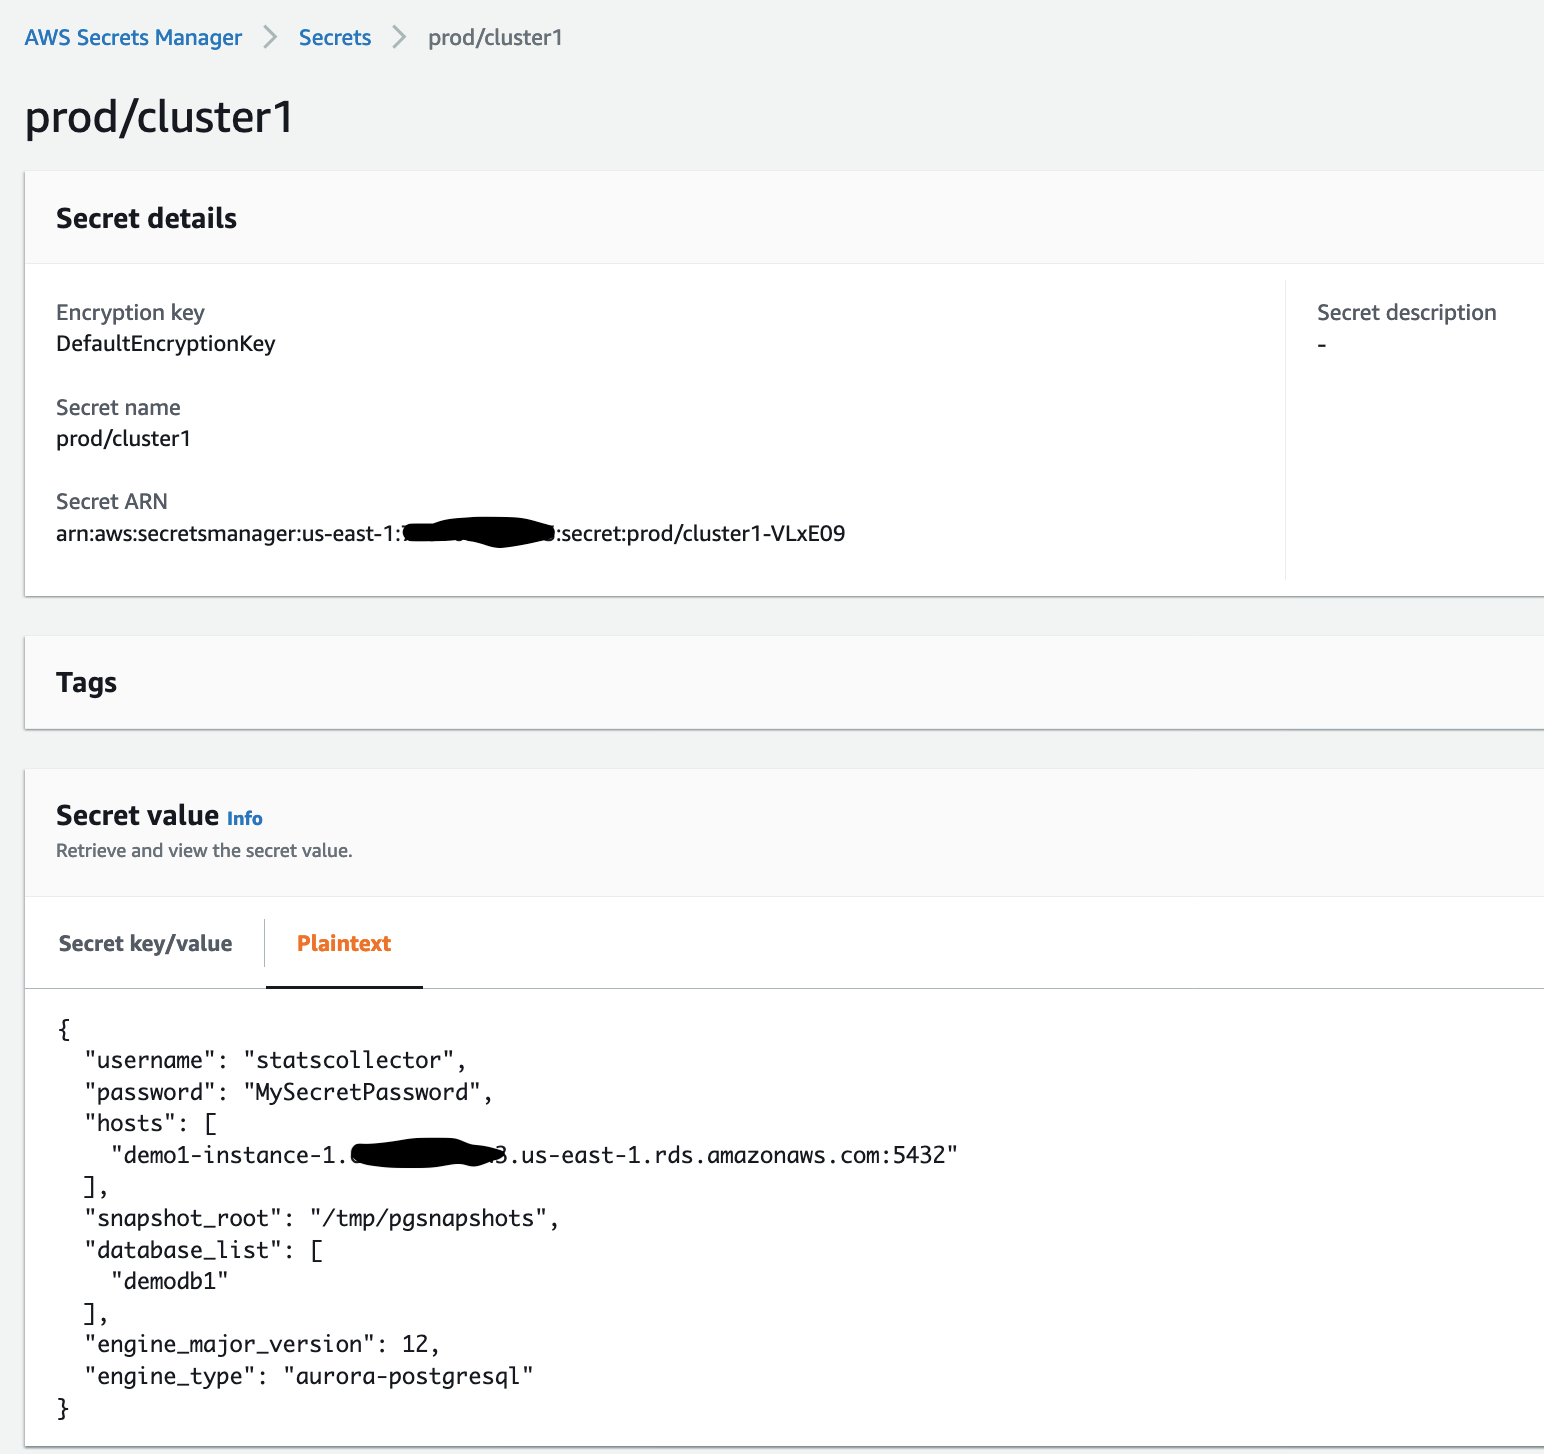 AWS Secrets Manager > Secrets > prod/cluster1
prod/cluster1
Secret details
Encryption key
DefaultEncryptionKey
Secret description
-
Secret name
prod/cluster1
Secret ARN
arn:aws:secretsmanager:us-east-1: :secret:prod/cluster1-VLxE09
Tags
Secret value Info
Retrieve and view the secret value.
Secret key/value
Plaintext
{
  "username": "statscollector",
  "password": "MySecretPassword",
  "hosts": [
    "demo1-instance-1. 3.us-east-1.rds.amazonaws.com:5432"
  ],
  "snapshot_root": "/tmp/pgsnapshots",
  "database_list": [
    "demodb1"
  ],
  "engine_major_version": 12,
  "engine_type": "aurora-postgresql"
}